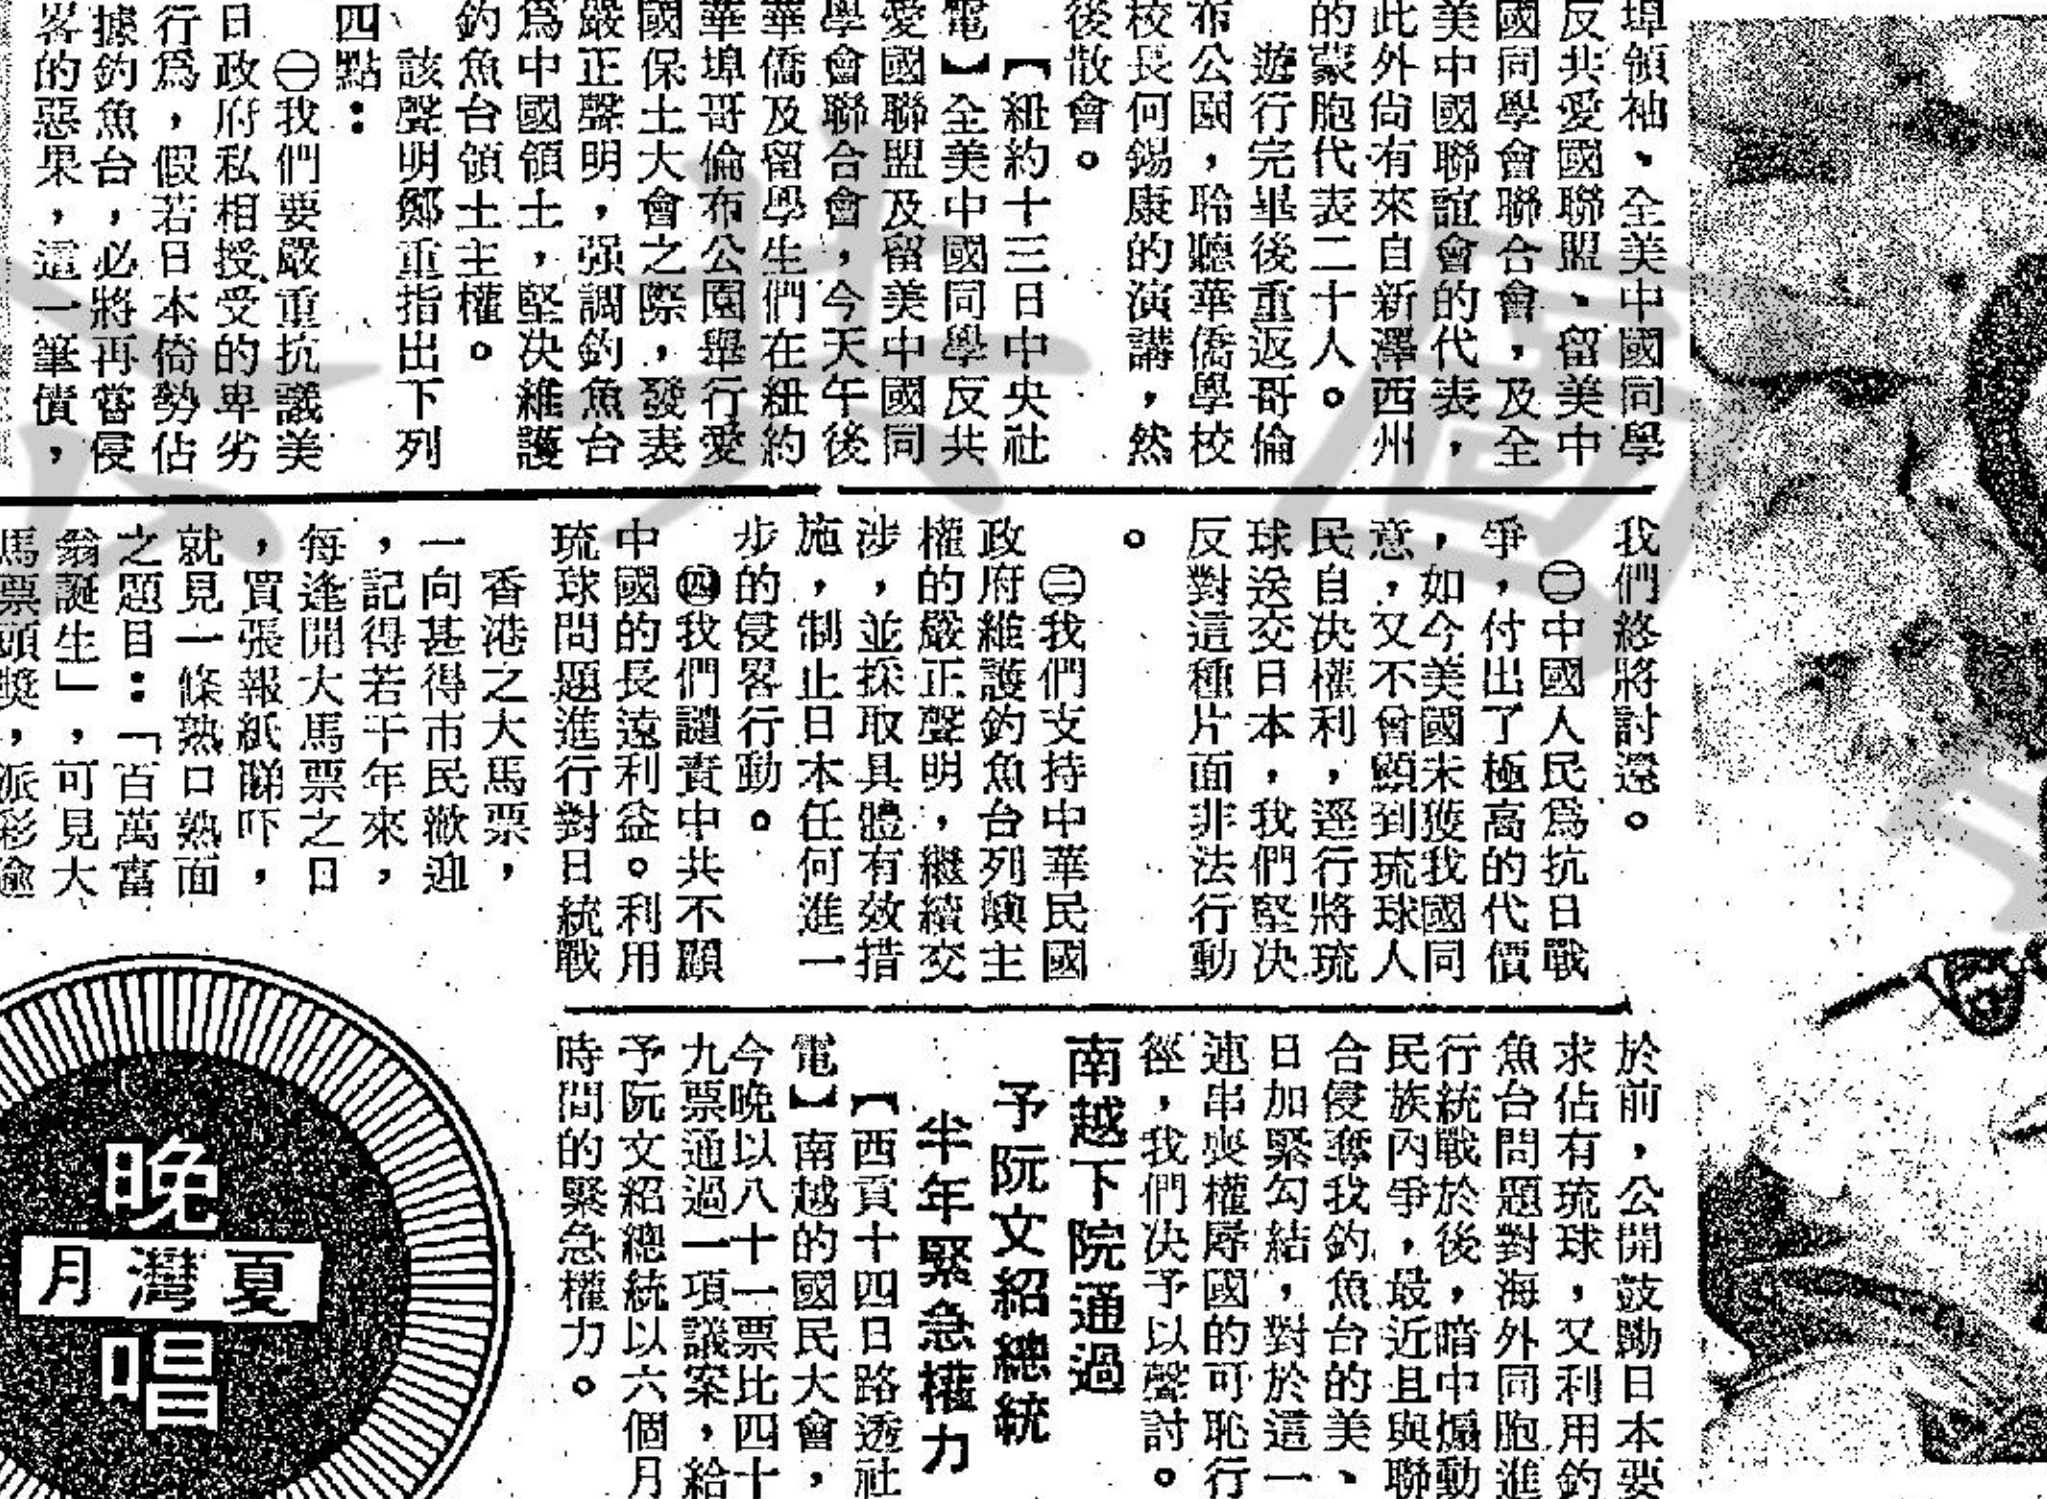 埠領袖、全美中國同學
反共愛國聯盟、留美中
國同學會聯合會，及全
美中國聯誼會的代表，
此外尚有來自新澤西州
的蒙胞代表二十人。
遊行完畢後重返哥倫
布公園，聆聽華僑學校
校長何錫康的演講，然
後散會。
【紐約十三日中央社
電】全美中國同學反共
愛國聯盟及留美中國同
學會聯合會，今天午後
華僑及留學生們在紐約
華埠哥倫布公園舉行愛
國保土大會之際，發表
嚴正聲明，强調釣魚台
爲中國領土，堅决維護
釣魚台領土主權。
該聲明鄭重指出下列
四點：
㊀我們要嚴重抗議美
日政府私相授受的卑劣
行爲，假若日本倚勢佔
據釣魚台，必將再嘗侵
畧的惡果，這一筆債，
我們終將討還。
㊁中國人民爲抗日戰
爭，付出了極高的代價
，如今美國未獲我國同
意，又不會顧到琉球人
民自决權利，逕行將琉
球送交日本，我們堅决
反對這種片面非法行動
。
㊂我們支持中華民國
政府維護釣魚台列嶼主
權的嚴正聲明，繼續交
涉，並採取具體有效措
施，制止日本任何進一
步的侵畧行動。
㊃我們譴責中共不顧
中國的長遠利益。利用
琉球問題進行對日統戰
於前，公開鼓勵日本要
求佔有琉球，又利用釣
魚台問題對海外同胞進
行統戰於後，暗中煽動
民族內爭，最近且與聯
合侵奪我釣魚台的美、
日加緊勾結，對於這一
連串喪權辱國的可恥行
徑，我們决予以聲討。
南越下院通過
予阮文紹總統
半年緊急權力
【西貢十四日路透社
電】南越的國民大會，
今晚以八十一票比四十
九票通過一項議案，給
予阮文紹總統以六個月
時間的緊急權力。
香港之大馬票，
一向甚得市民歡迎
，記得若干年來，
每逢開大馬票之日
，買張報紙睇吓，
就見一條熟口熟面
之題目：「百萬富
翁誕生」，可見大
馬票頭獎，派彩逾
晚
夏灣月
唱